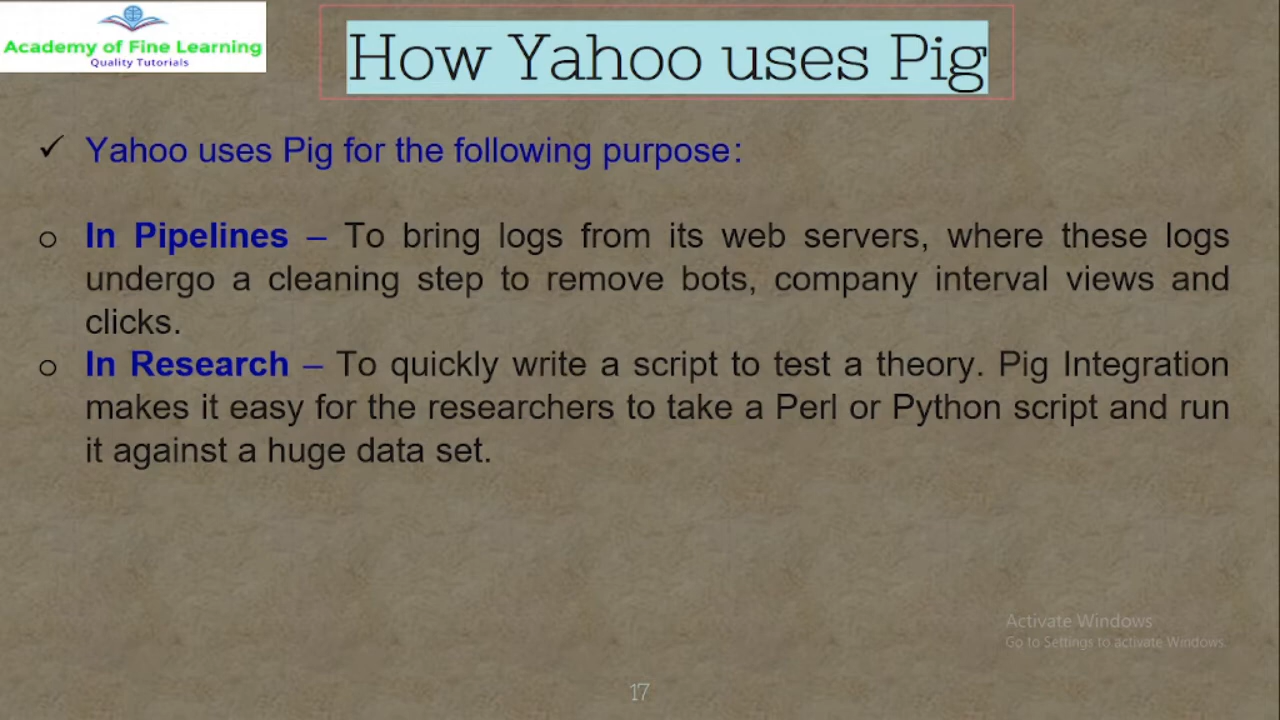 Academy of Fine Learning
Quality Tutorials
How Yahoo uses Pig
✓ Yahoo uses Pig for the following purpose:
o In Pipelines – To bring logs from its web servers, where these logs
undergo a cleaning step to remove bots, company interval views and
clicks.
o In Research – To quickly write a script to test a theory. Pig Integration
makes it easy for the researchers to take a Perl or Python script and run
it against a huge data set.
Activate Windows
Go to Settings to activate Windows.
17